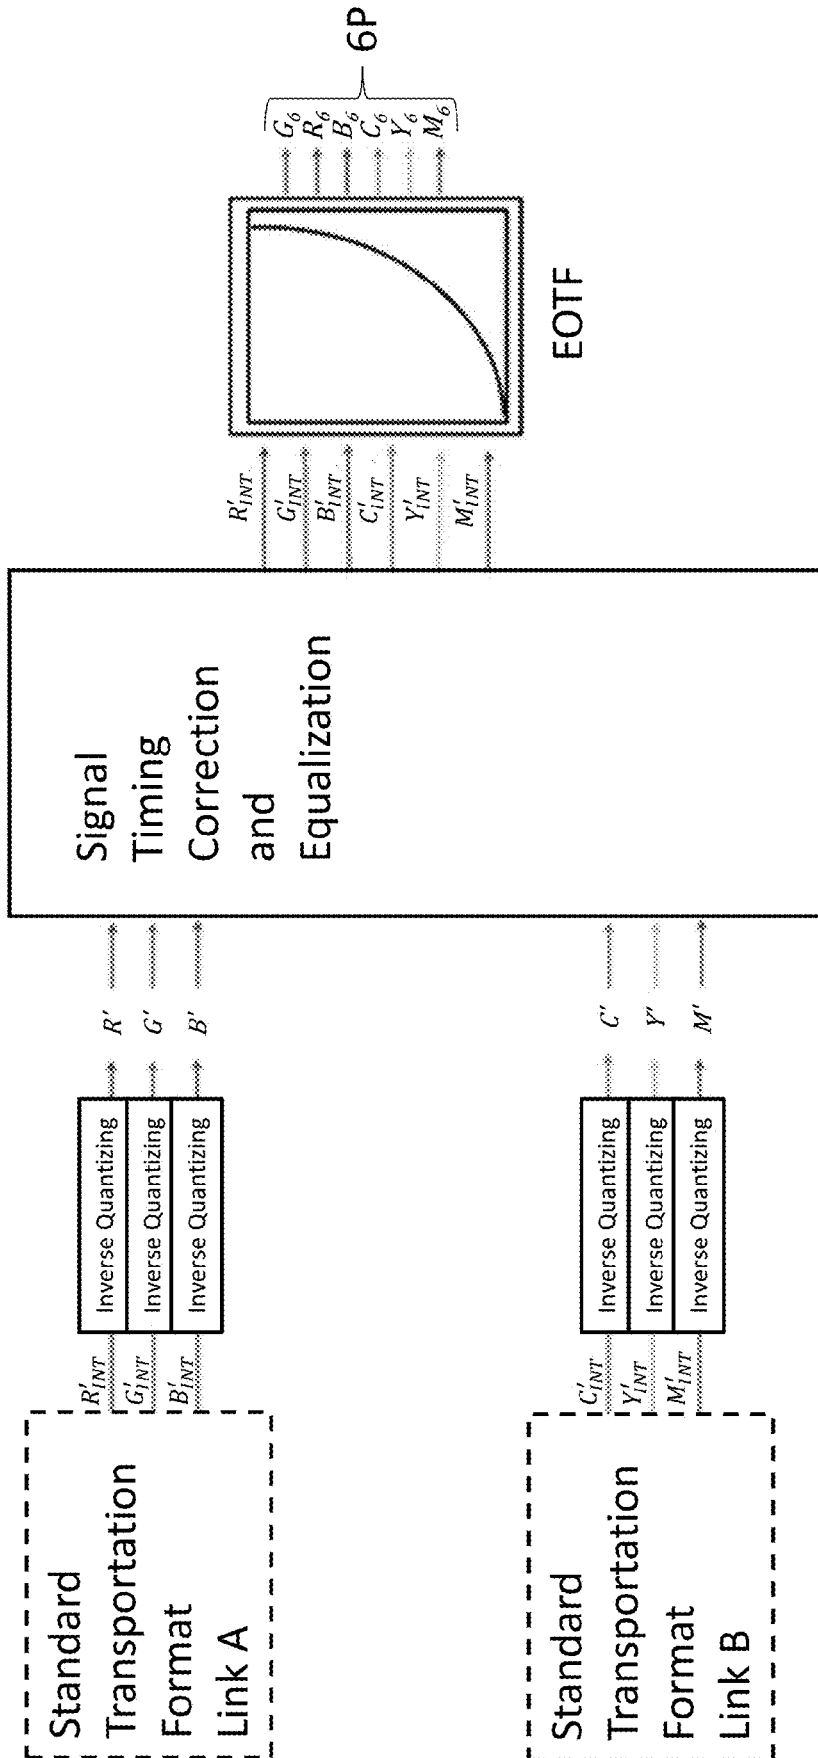 Standard
Transportation
Format
Link A
R'INT
G'INT
B'INT
Inverse Quantizing
Inverse Quantizing
Inverse Quantizing
R'
G'
B'
Standard
Transportation
Format
Link B
C'INT
Y'INT
M'INT
Inverse Quantizing
Inverse Quantizing
Inverse Quantizing
C'
Y'
M'
Signal
Timing
Correction
and
Equalization
R'INT
G'INT
B'INT
C'INT
Y'INT
M'INT
EOTF
G6
R6
B6
C6
Y6
M6
6P